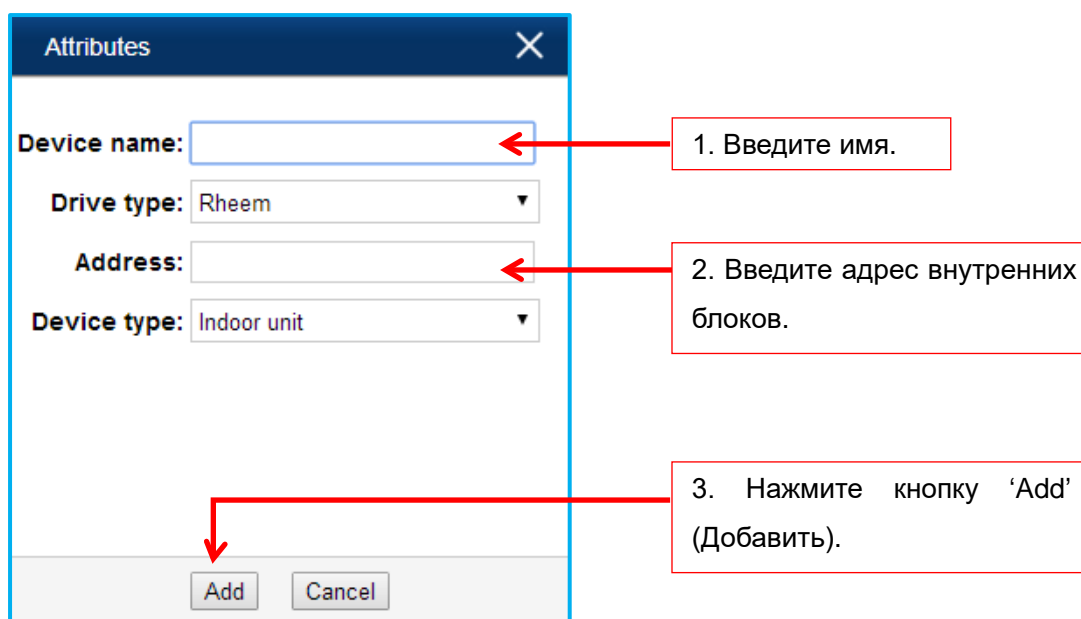 Attributes
Device name:
1. Введите имя.
Drive type: Rheem
Address:
2. Введите адрес внутренних
блоков.
Device type: Indoor unit
3. Нажмите кнопку ‘Add’
(Добавить).
Add Cancel